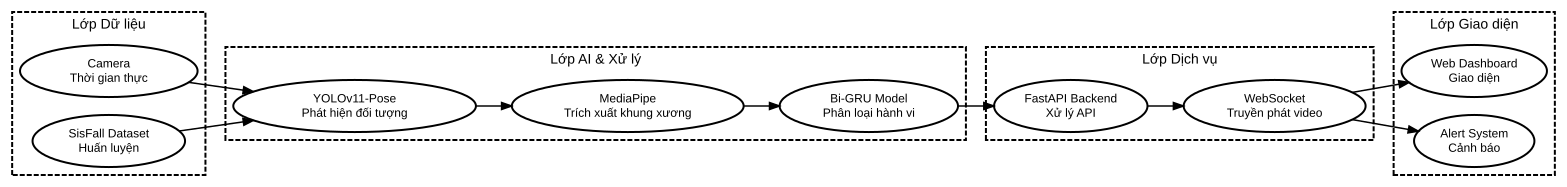 Lớp Dữ liệu
Camera
Thời gian thực
SisFall Dataset
Huấn luyện
Lớp AI & Xử lý
YOLOv11-Pose
Phát hiện đối tượng
MediaPipe
Trích xuất khung xương
Bi-GRU Model
Phân loại hành vi
Lớp Dịch vụ
FastAPI Backend
Xử lý API
WebSocket
Truyền phát video
Lớp Giao diện
Web Dashboard
Giao diện
Alert System
Cảnh báo